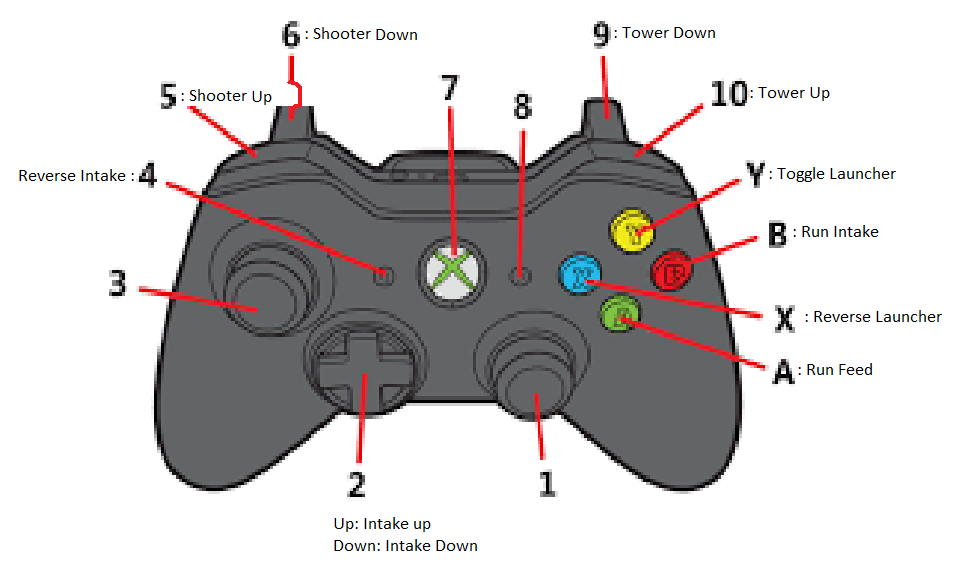 6 : Shooter Down
9 : Tower Down
5 : Shooter Up
7
8
10 : Tower Up
Reverse Intake : 4
Y : Toggle Launcher
B : Run Intake
3
X : Reverse Launcher
A : Run Feed
2
1
Up: Intake up
Down: Intake Down
Y
B
X
A